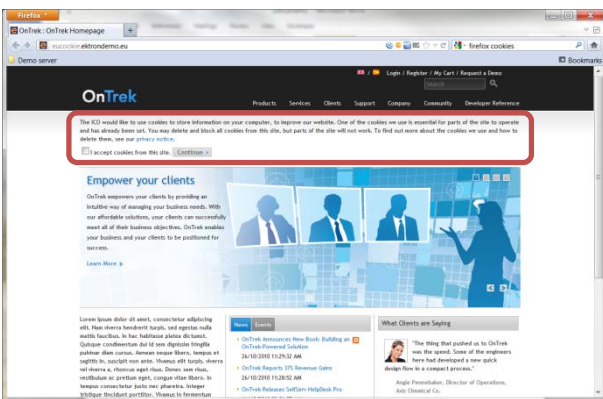 Firefox
OnTrek : OnTrek Homepage
eucookie.ektrondemo.eu
firefox cookies
Demo server
Bookmarks
Login / Register / My Cart / Request a Demo
Search
OnTrek
Products Services Clients Support Company Community Developer Reference
The ICO would like to use cookies to store information on your computer, to improve our website. One of the cookies we use is essential for parts of the site to operate
and has already been set. You may delete and block all cookies from this site, but parts of the site will not work. To find out more about the cookies we use and how to
delete them, see our privacy notice.
I accept cookies from this site. Continue >
Empower your clients
OnTrek empowers your clients by providing an
intuitive way of managing your business needs. With
our affordable solutions, your clients can successfully
meet all of their business objectives. OnTrek enables
your business and your clients to be positioned for
success.
Learn More
Lorem ipsum dolor sit amet, consectetur adipiscing
elit. Nam viverra hendrerit turpis, sed egestas nulla
mattis faucibus. In hac habitasse platea dictumst.
Quisque condimentum dui id sem dignissim fringilla
pulvinar diam cursus. Aenean neque libero, tempus et
sagittis in, suscipit non ante. Vivamus elit turpis, viverra
vel viverra a, rhoncus eget risus. Donec sem risus,
vestibulum ac pretium eget, congue vitae libero. In
tempus consectetur justo nec pharetra. Integer
tristique tincidunt porttitor. Vivamus in fermentum
News Events
OnTrek Announces New Book: Building an
OnTrek-Powered Solution
26/10/2010 11:29:32 AM
OnTrek Reports 37% Revenue Gains
26/10/2010 11:28:52 AM
OnTrek Releases SelfServ HelpDesk Pro
What Clients are Saying
"The thing that pushed us to OnTrek
was the speed. Some of the engineers
here had developed a new quick
design flow in a compact process."
Angie Pennebaker, Director of Operations,
Axis Chemical Co.